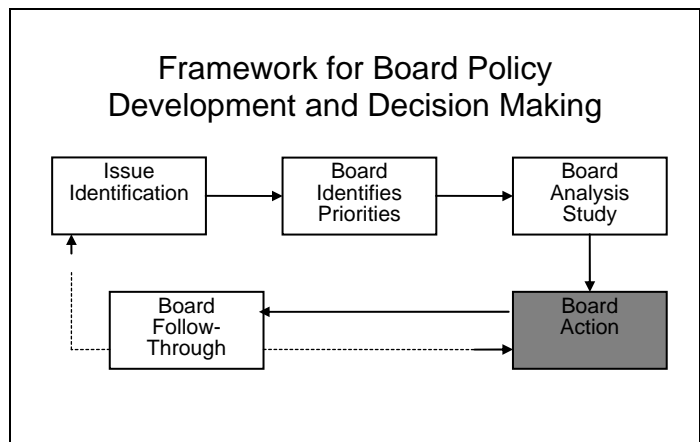 Framework for Board Policy
Development and Decision Making
Issue
Identification
Board
Identifies
Priorities
Board
Analysis
Study
Board
Follow-
Through
Board
Action